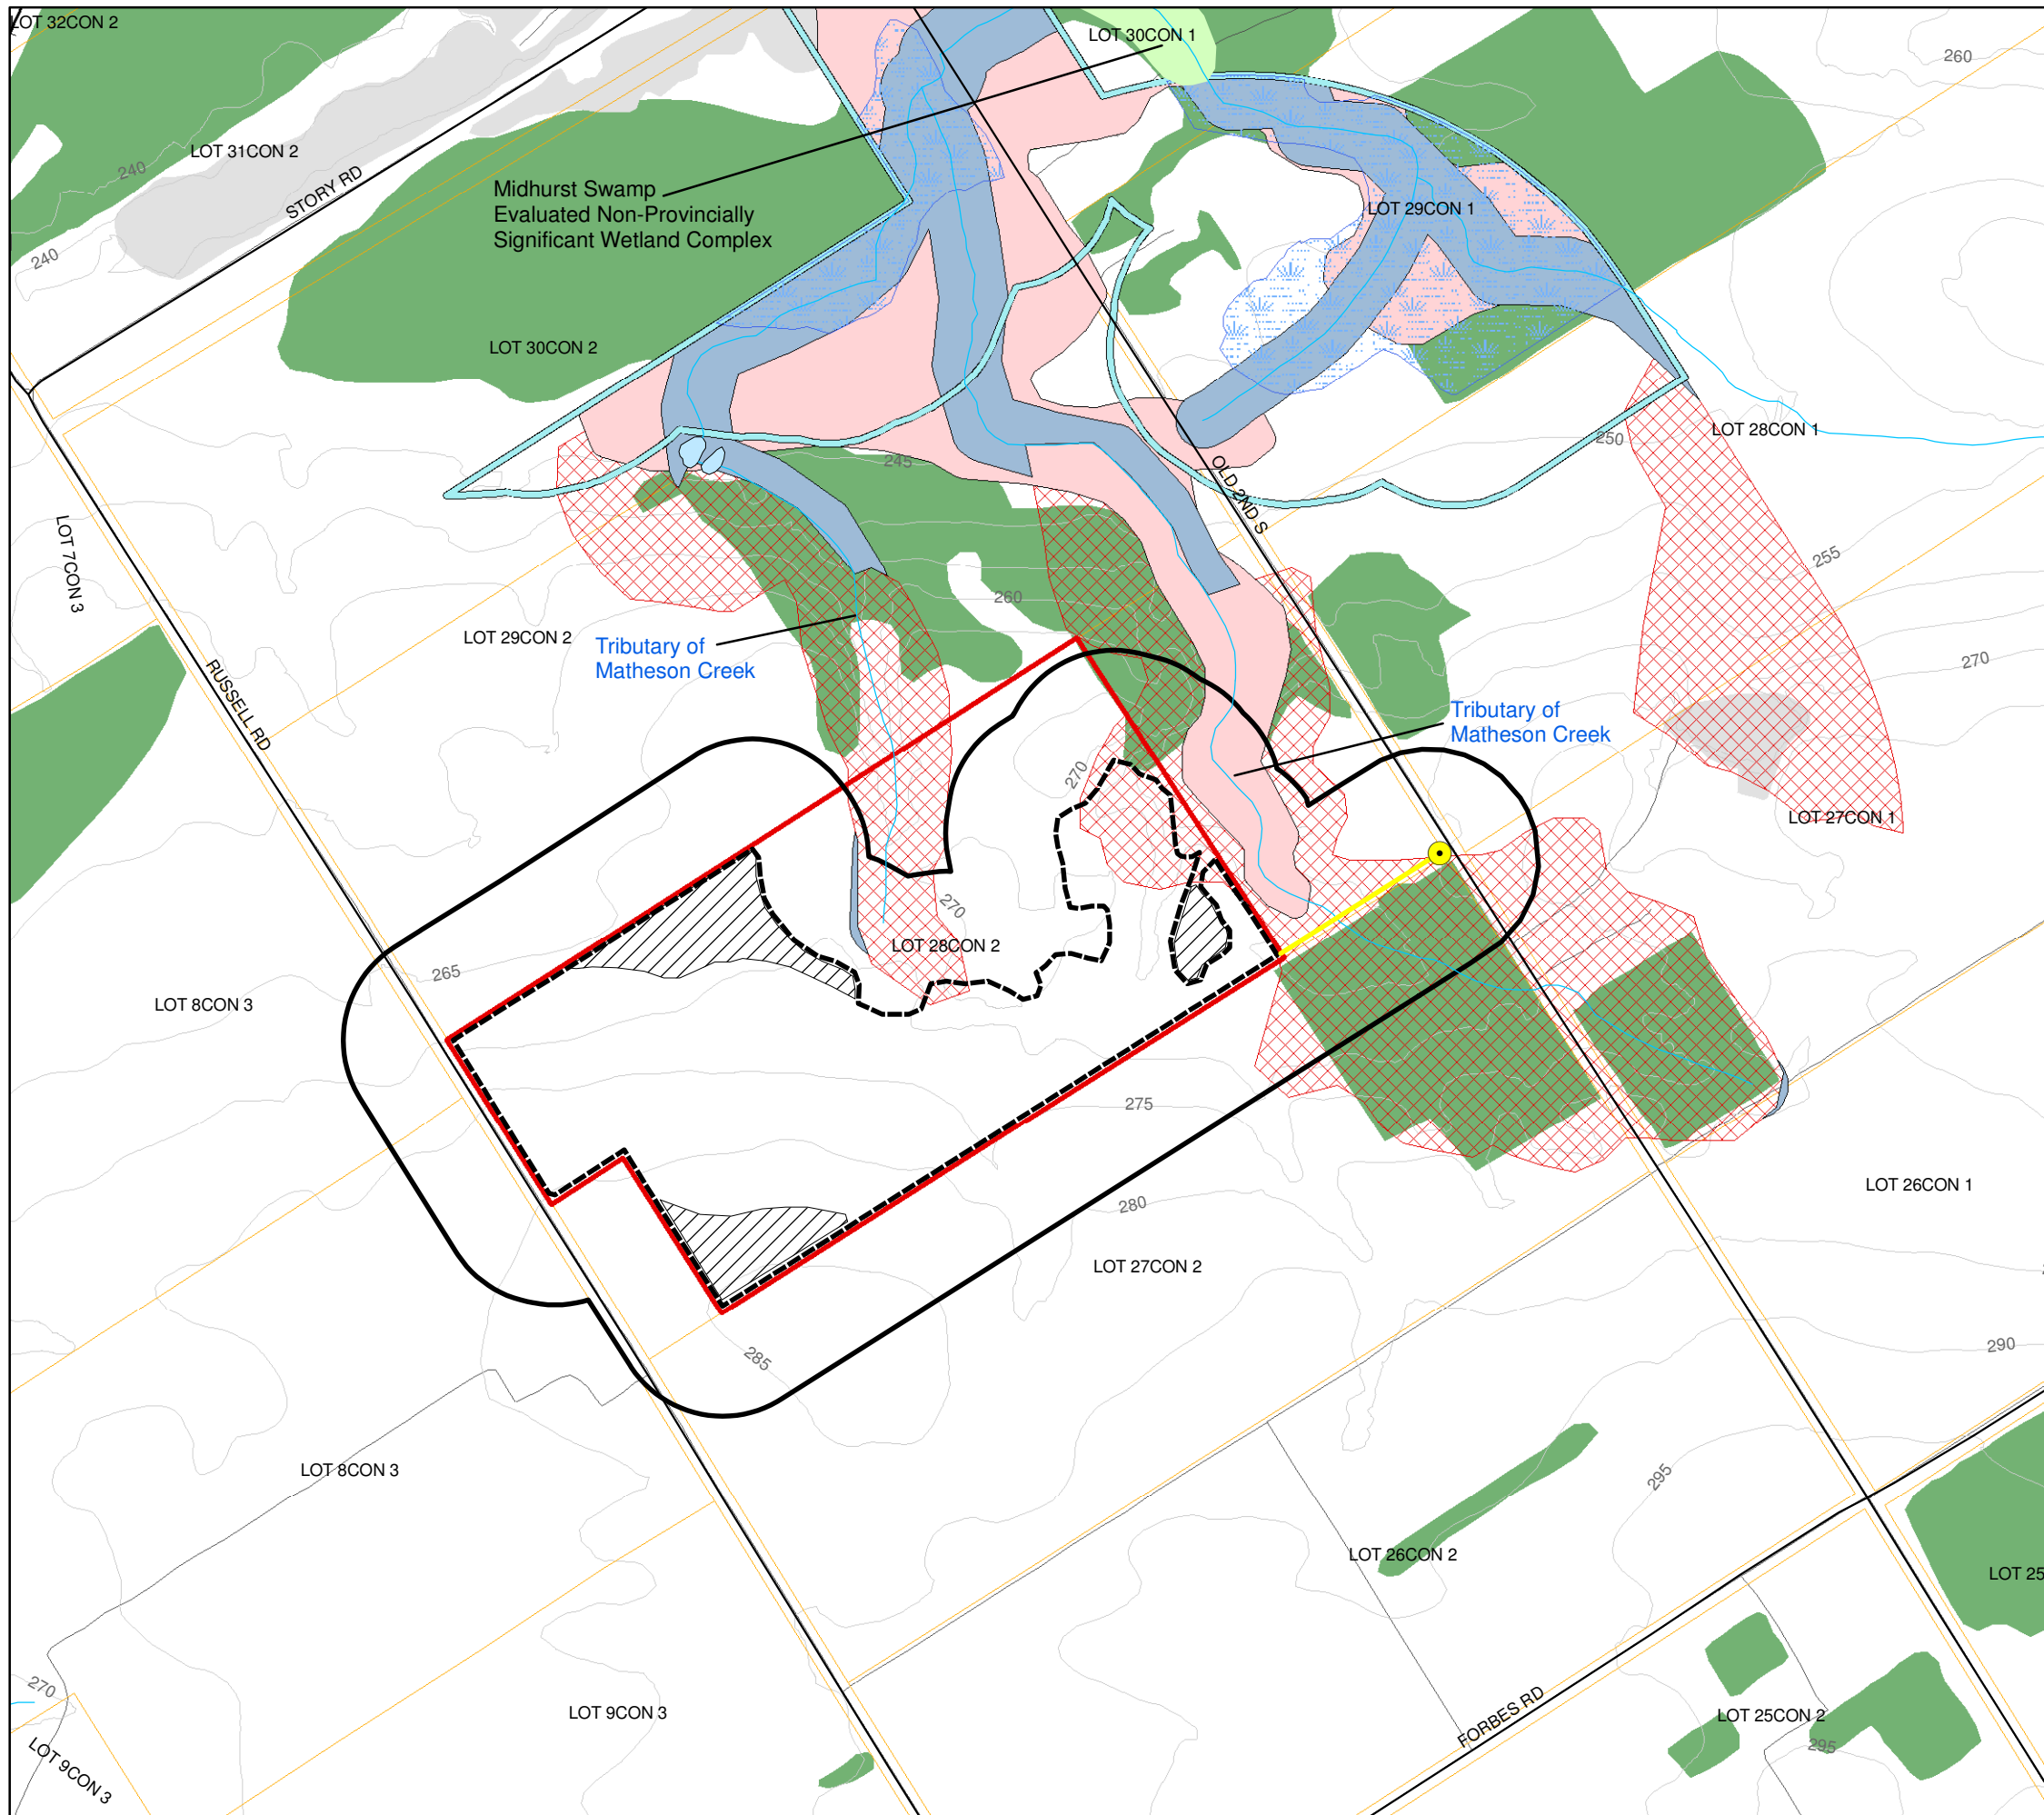 LOT 32CON 2
LOT 30CON 1
260
LOT 31CON 2
240
STORY RD
Midhurst Swamp
Evaluated Non-Provincially
Significant Wetland Complex
LOT 29CON 1
240
LOT 30CON 2
LOT 28CON 1
250
245
OLD 2ND S
LOT 7CON 3
255
260
LOT 29CON 2
Tributary of
Matheson Creek
270
RUSSELL RD
Tributary of
Matheson Creek
270
LOT 27CON 1
270
LOT 28CON 2
265
LOT 8CON 3
275
LOT 26CON 1
280
LOT 27CON 2
290
285
LOT 8CON 3
295
LOT 26CON 2
LOT 25
270
LOT 9CON 3
FORBES RD
LOT 25CON 2
295
LOT 9CON 3